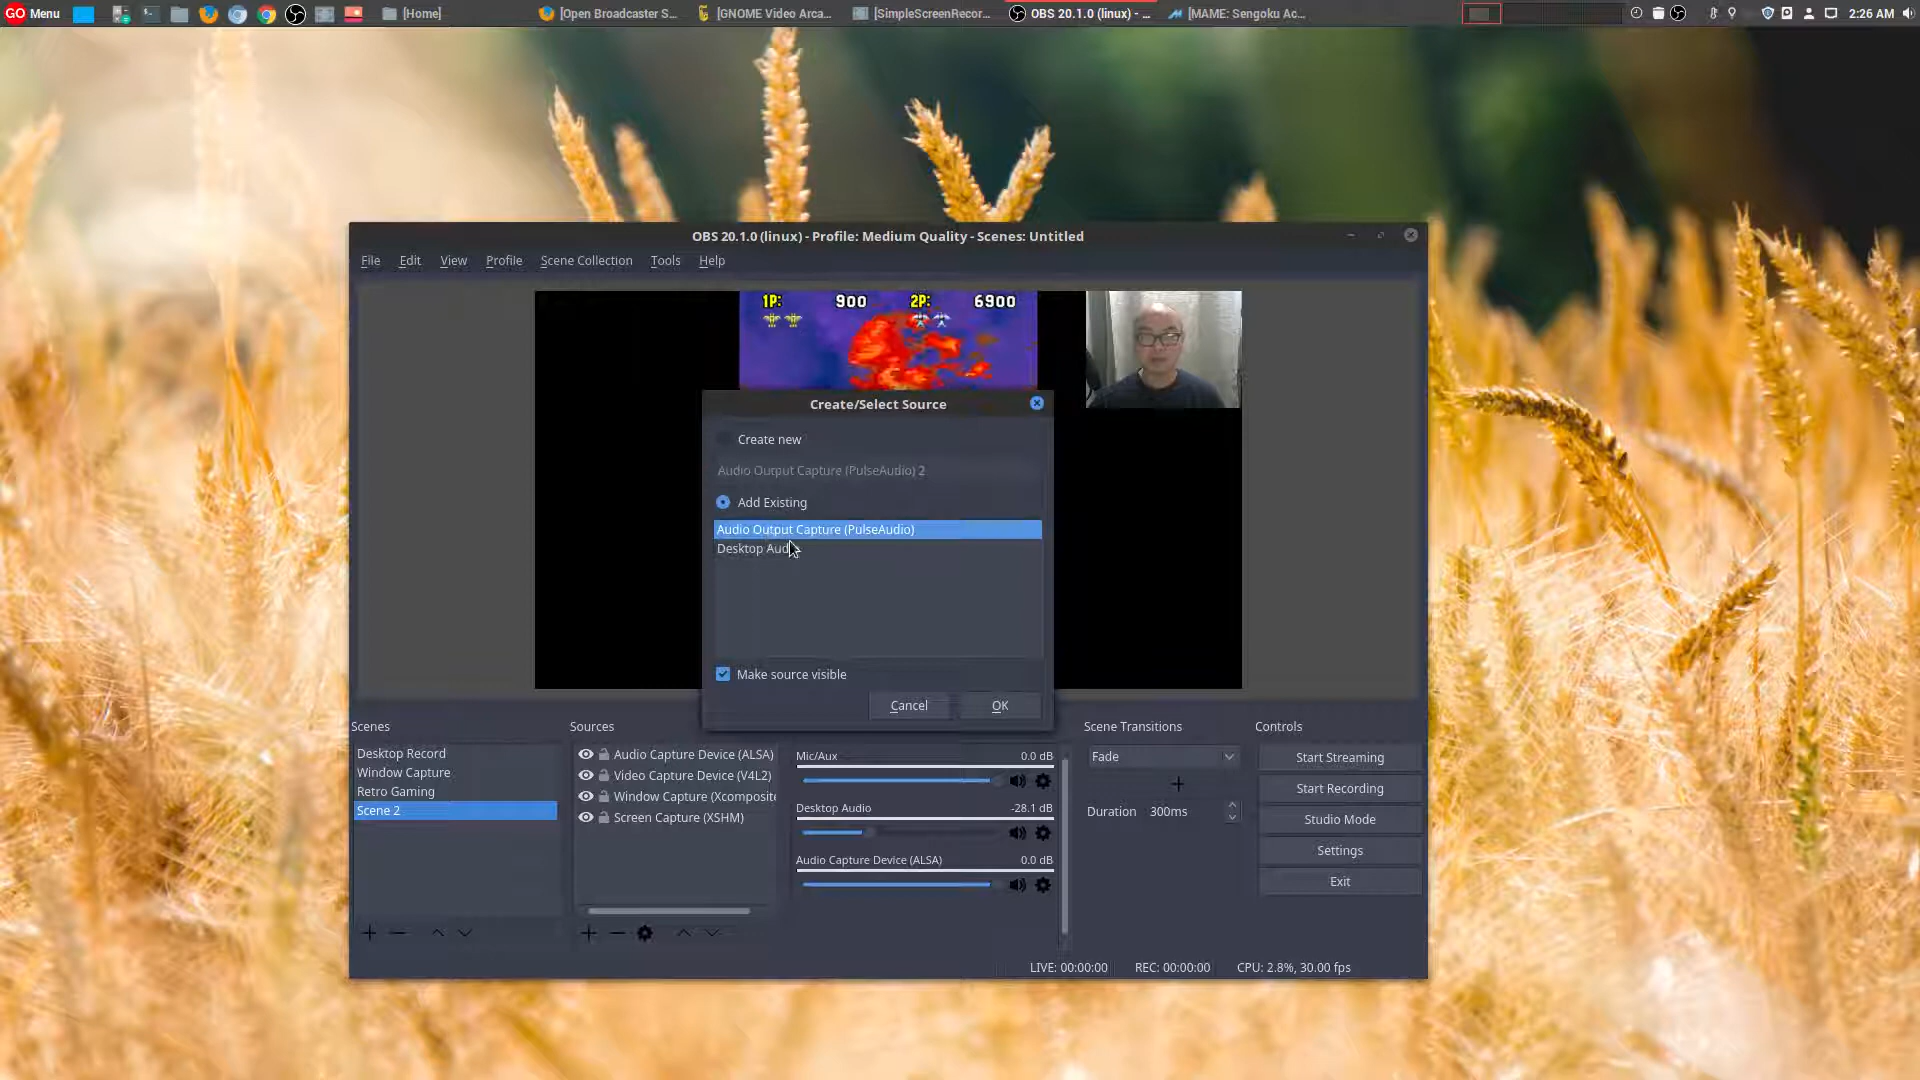 GO Menu
[Home]
[Open Broadcaster S...
[GNOME Video Arca...
[SimpleScreenRecor...
OBS 20.1.0 (linux) - ...
[MAME: Sengoku Ac...
2:26 AM
OBS 20.1.0 (linux) - Profile: Medium Quality - Scenes: Untitled
File Edit View Profile Scene Collection Tools Help
1P: 900 2P: 6900
Create/Select Source
Create new
Audio Output Capture (PulseAudio) 2
Add Existing
Audio Output Capture (PulseAudio)
Desktop Audio
Make source visible
Cancel OK
Scenes
Desktop Record
Window Capture
Retro Gaming
Scene 2
Sources
Audio Capture Device (ALSA)
Video Capture Device (V4L2)
Window Capture (Xcomposite
Screen Capture (XSHM)
Mic/Aux 0.0 dB
Desktop Audio -28.1 dB
Audio Capture Device (ALSA) 0.0 dB
Scene Transitions
Fade
Duration 300ms
Controls
Start Streaming
Start Recording
Studio Mode
Settings
Exit
LIVE: 00:00:00 REC: 00:00:00 CPU: 2.8%, 30.00 fps